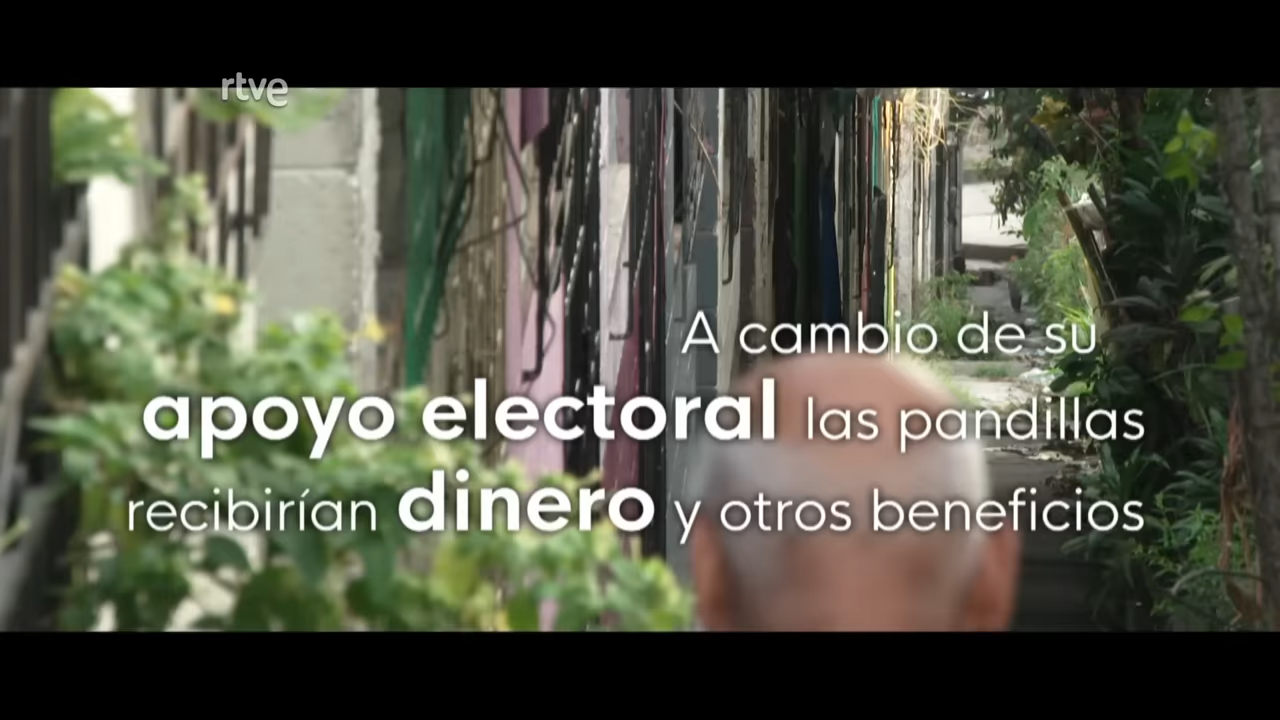 rtve
A cambio de su
apoyo electoral las pandillas
recibirían dinero y otros beneficios